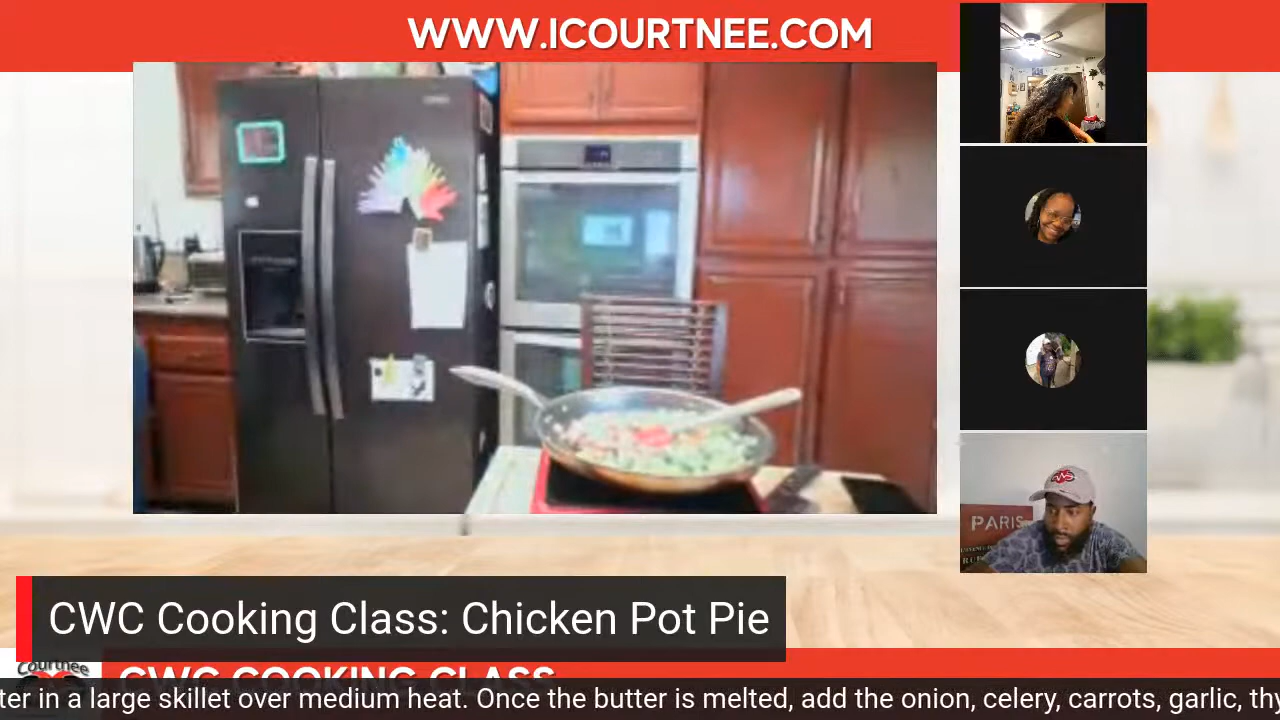 WWW.ICOURTNEE.COM
PARIS
CWC Cooking Class: Chicken Pot Pie
Courtnee
CWC COOKING CLASS
ter in a large skillet over medium heat. Once the butter is melted, add the onion, celery, carrots, garlic, thy